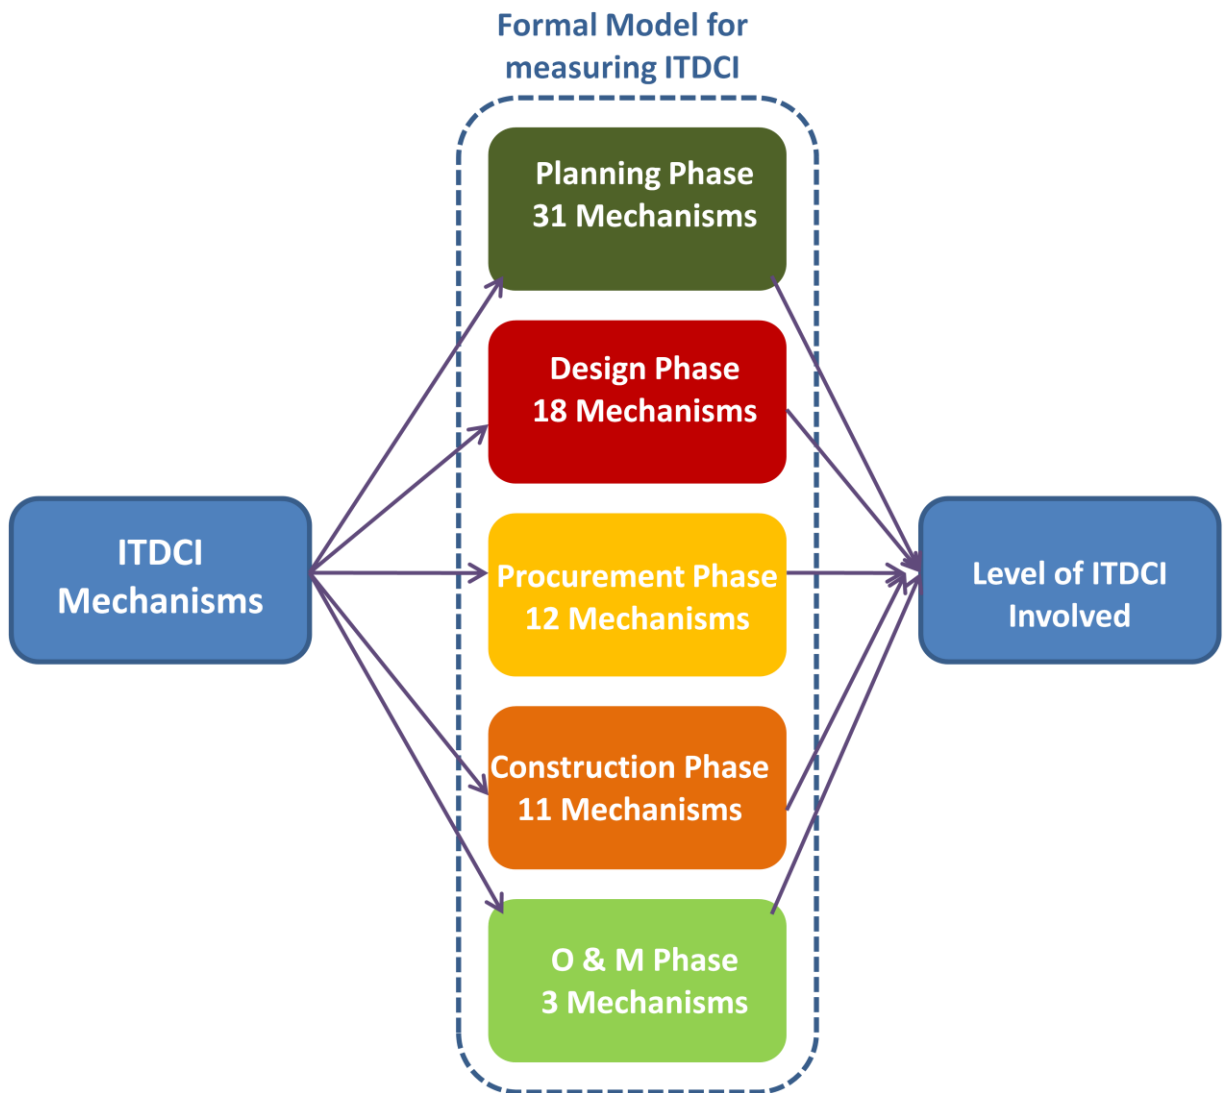 Formal Model for
measuring ITDCI
Planning Phase
31 Mechanisms
Design Phase
18 Mechanisms
ITDCI
Mechanisms
Procurement Phase
12 Mechanisms
Level of ITDCI
Involved
Construction Phase
11 Mechanisms
O & M Phase
3 Mechanisms